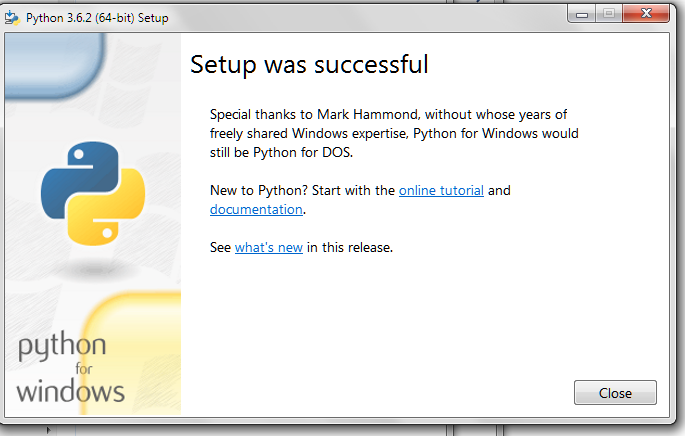 Python 3.6.2 (64-bit) Setup
Setup was successful
Special thanks to Mark Hammond, without whose years of
freely shared Windows expertise, Python for Windows would
still be Python for DOS.
New to Python? Start with the online tutorial and
documentation.
See what's new in this release.
python
for
windows
Close